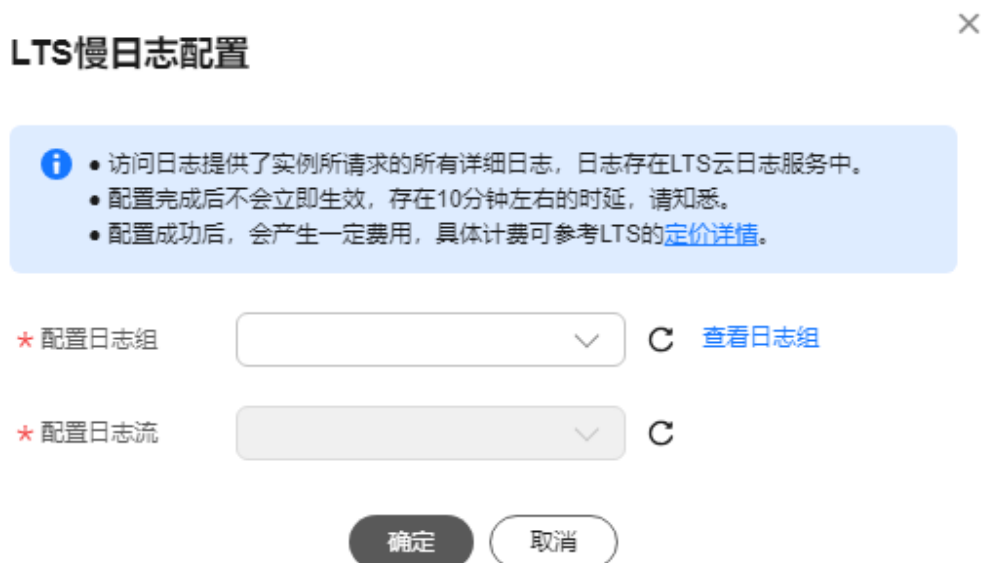 LTS慢日志配置
● 访问日志提供了实例所请求的所有详细日志，日志存在LTS云日志服务中。
● 配置完成后不会立即生效，存在10分钟左右的时延，请知悉。
● 配置成功后，会产生一定费用，具体计费可参考LTS的定价详情。
* 配置日志组 查看日志组
* 配置日志流
确定 取消